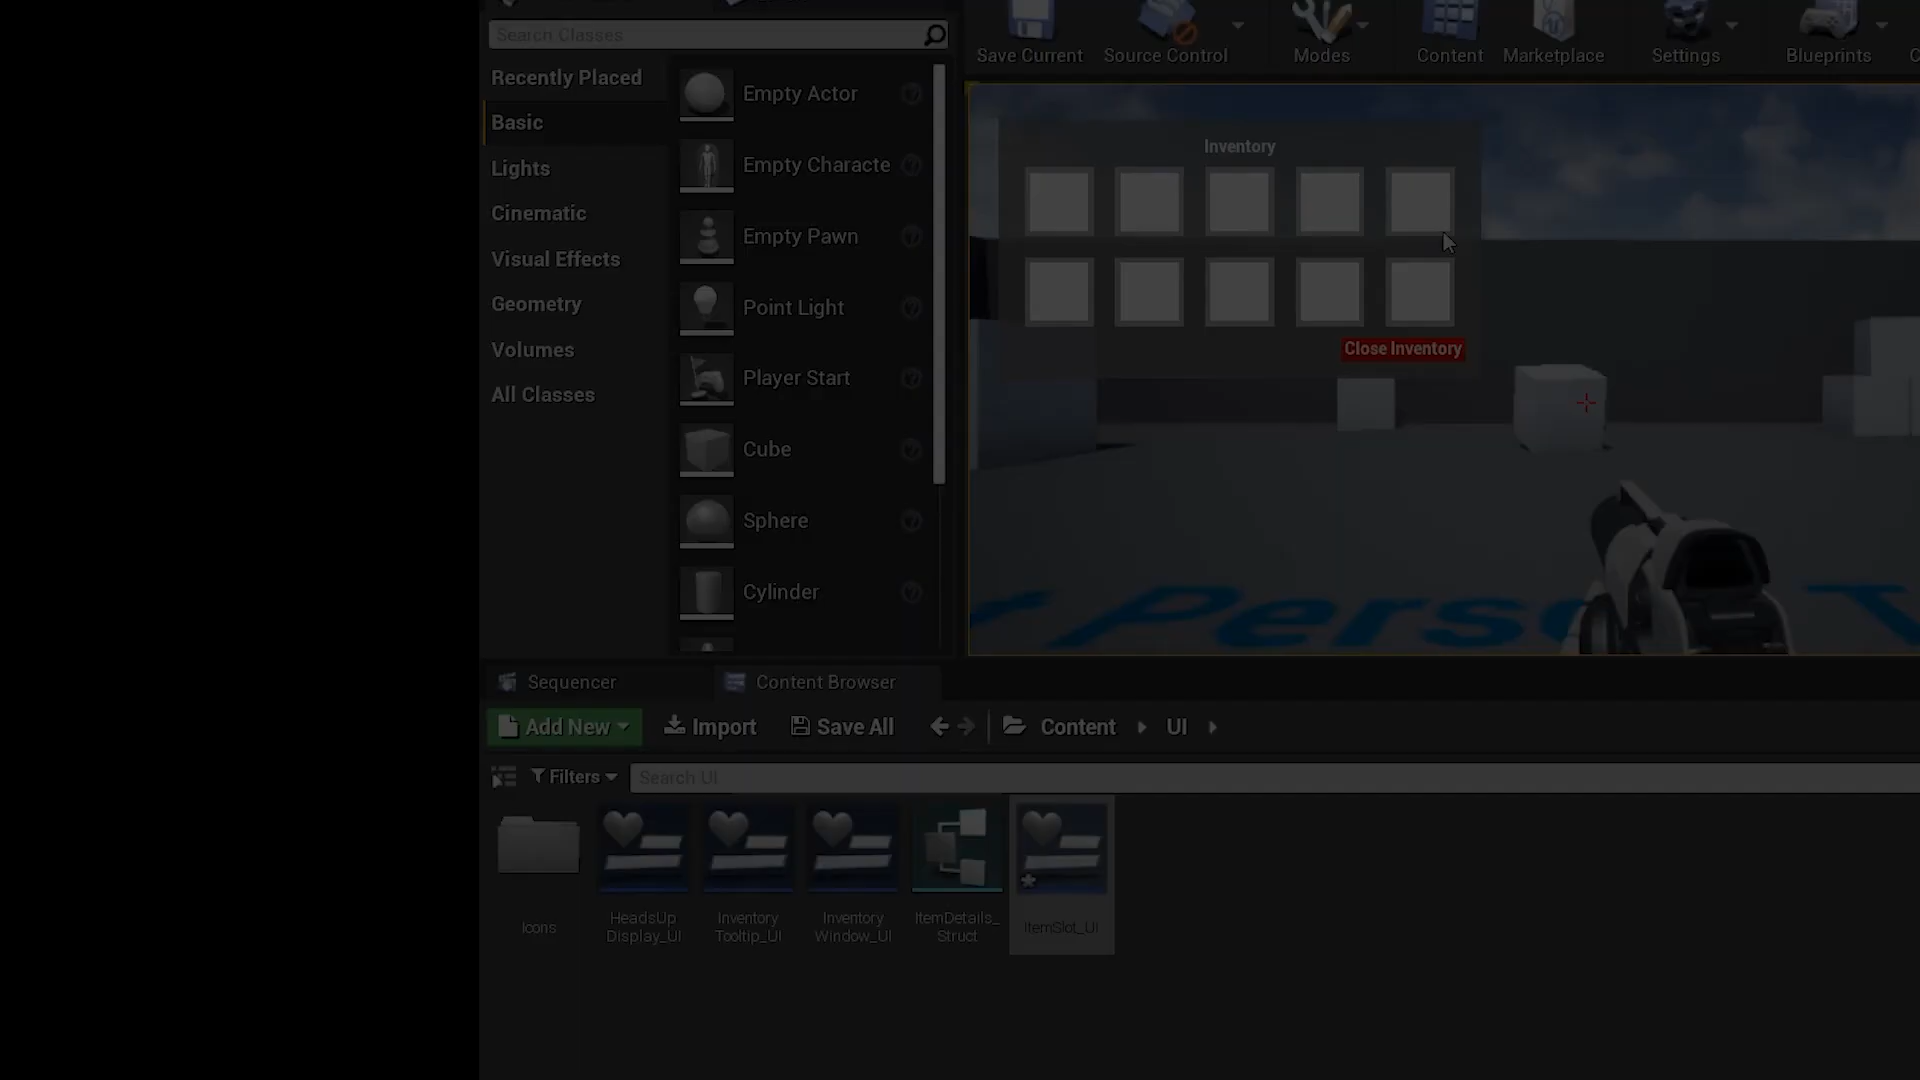 Search Classes
Recently Placed
Basic
Lights
Cinematic
Visual Effects
Geometry
Volumes
All Classes
Empty Actor
Empty Characte
Empty Pawn
Point Light
Player Start
Cube
Sphere
Cylinder
Save Current
Source Control
Modes
Content
Marketplace
Settings
Blueprints
Inventory
Close Inventory
Sequencer
Content Browser
Add New
Import
Save All
Content
UI
Filters
Search UI
Icons
HeadsUp
Display_UI
Inventory
Tooltip_UI
Inventory
Window_UI
ItemDetails_
Struct
ItemSlot_UI